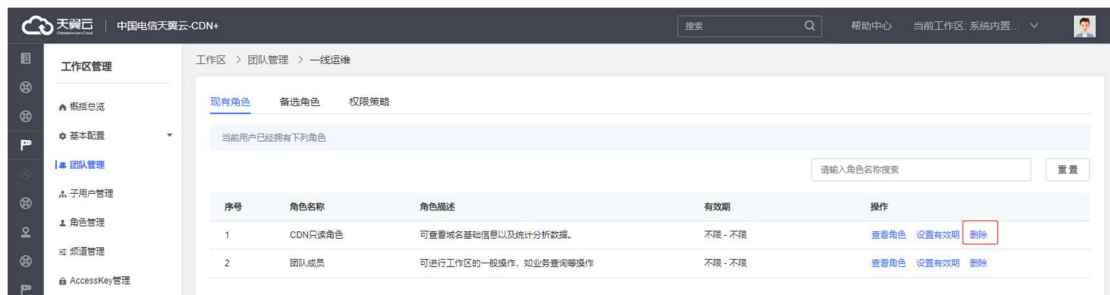 天翼云 中国电信天翼云-CDN+ 搜索 帮助中心 当前工作区: 系统内置...
工作区管理
概括总览
基本配置
团队管理
子用户管理
角色管理
频道管理
AccessKey管理
工作区 > 团队管理 > 一线运维
现有角色 备选角色 权限策略
当前用户已经拥有下列角色
请输入角色名称搜索 重置
序号 角色名称 角色描述 有效期 操作
1 CDN只读角色 可查看域名基础信息以及统计分析数据。 不限 - 不限 查看角色 设置有效期 删除
2 团队成员 可进行工作区的一般操作，如业务查询等操作 不限 - 不限 查看角色 设置有效期 删除